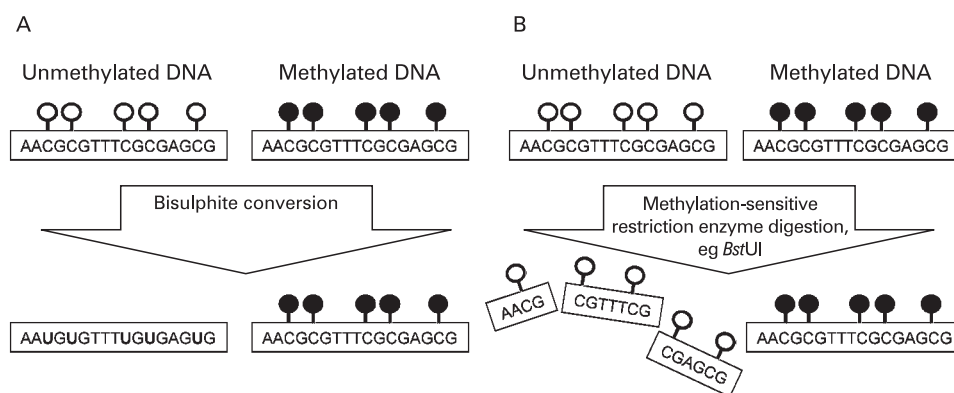 A
Unmethylated DNA
Methylated DNA
AACGCGTTTCGCGAGCG
AACGCGTTTCGCGAGCG
Bisulphite conversion
AAUGUGTTTUGUGAGUG
AACGCGTTTCGCGAGCG
B
Unmethylated DNA
Methylated DNA
AACGCGTTTCGCGAGCG
AACGCGTTTCGCGAGCG
Methylation-sensitive
restriction enzyme digestion,
eg BstUI
AACG
CGTTTCG
CGAGCG
AACGCGTTTCGCGAGCG